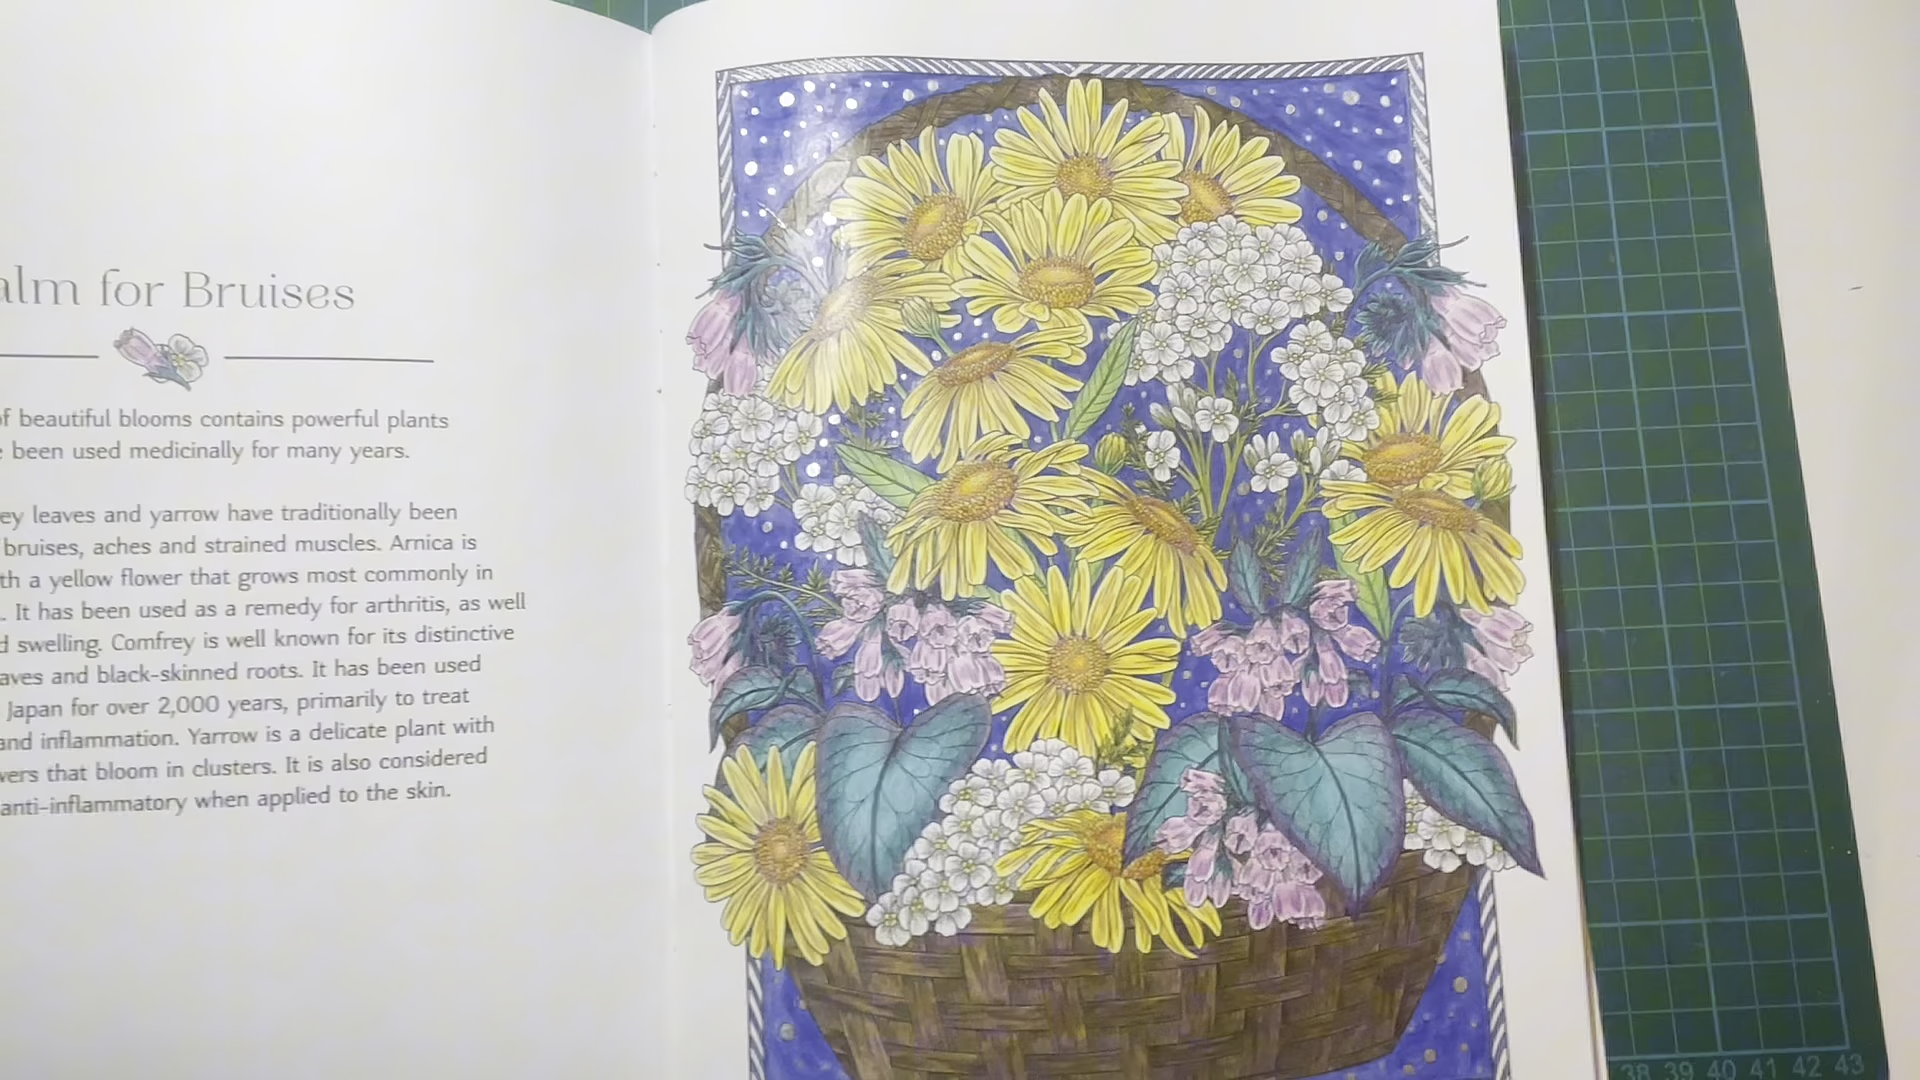 alm for Bruises
of beautiful blooms contains powerful plants
been used medicinally for many years.
ey leaves and yarrow have traditionally been
bruises, aches and strained muscles. Arnica is
th a yellow flower that grows most commonly in
. It has been used as a remedy for arthritis, as well
d swelling. Comfrey is well known for its distinctive
aves and black-skinned roots. It has been used
Japan for over 2,000 years, primarily to treat
and inflammation. Yarrow is a delicate plant with
wers that bloom in clusters. It is also considered
anti-inflammatory when applied to the skin.
38 39 40 41 42 43